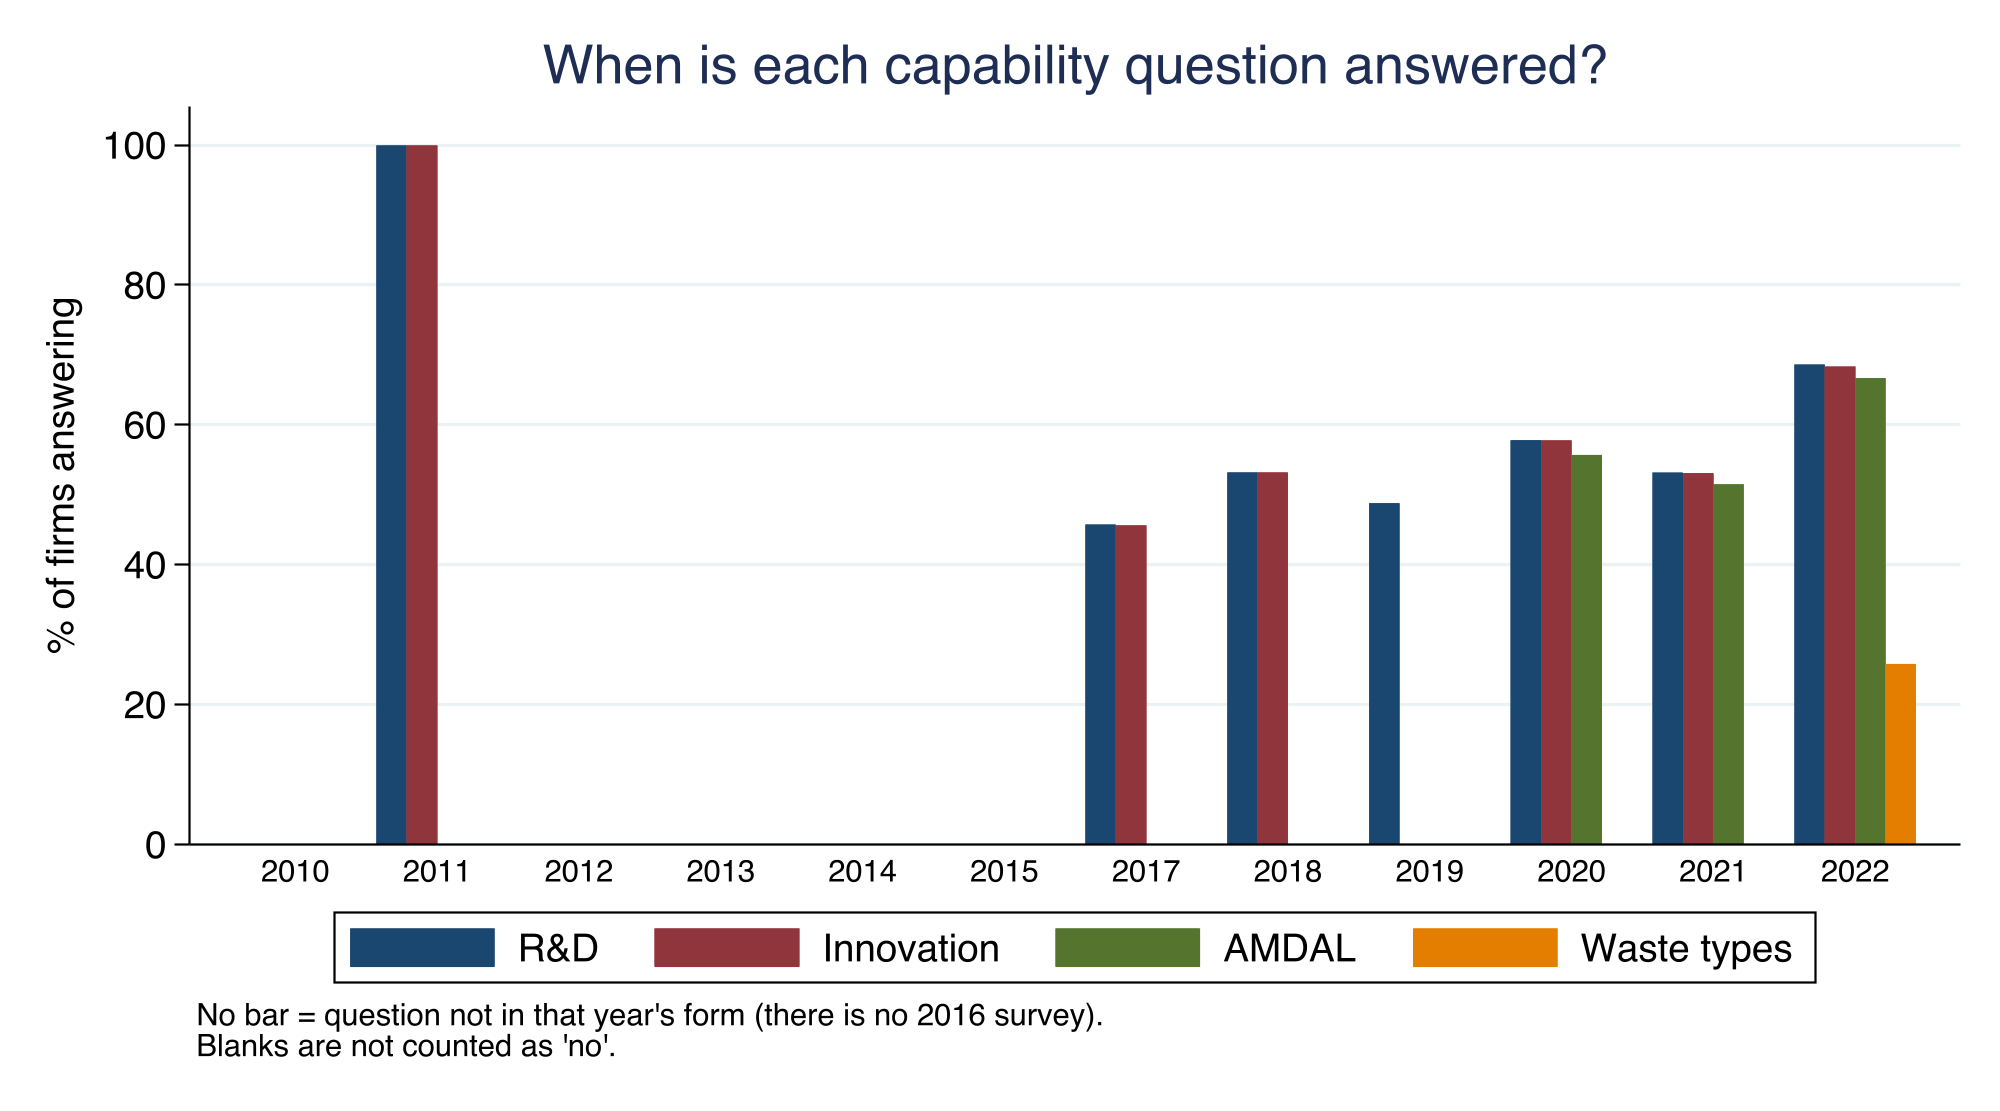 When is each capability question answered?
% of firms answering
100
80
60
40
20
0
2010 2011 2012 2013 2014 2015 2017 2018 2019 2020 2021 2022
R&D Innovation AMDAL Waste types
No bar = question not in that year's form (there is no 2016 survey).
Blanks are not counted as 'no'.